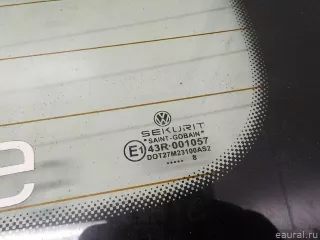 SEKURIT
"SAINT-GOBAIN"
E1 43R-001057
DOT27M23100AS2
..... 8
e
eaural.ru